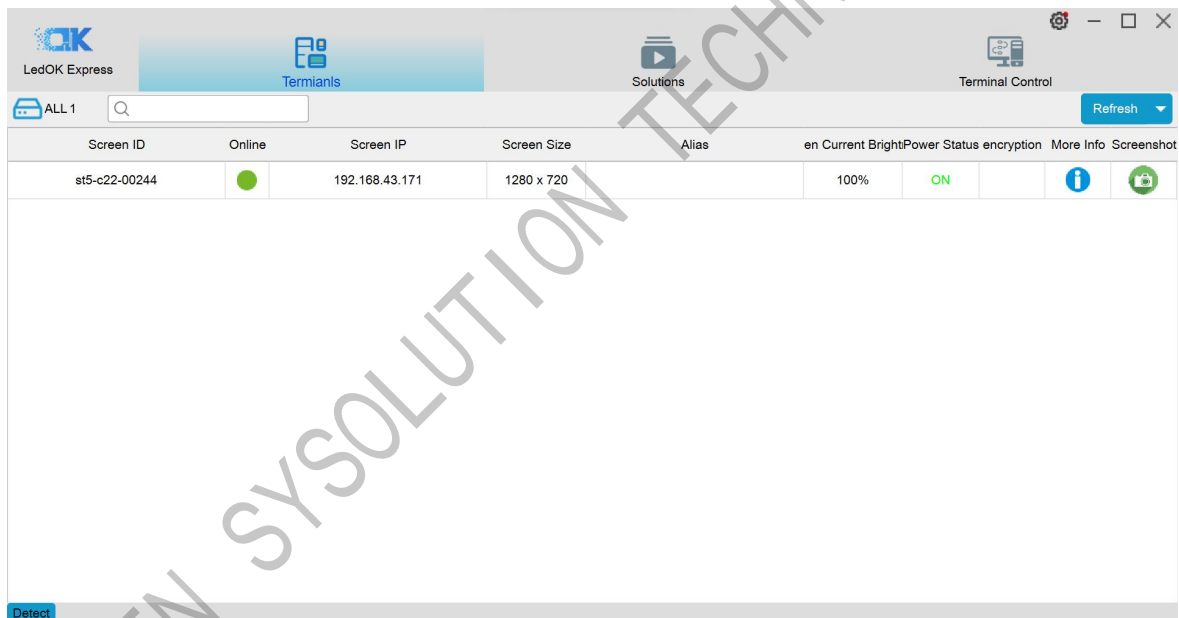 LedOK Express
Termianls
Solutions
Terminal Control
ALL 1
Refresh
Screen ID Online Screen IP Screen Size Alias en Current Bright Power Status encryption More Info Screenshot
st5-c22-00244 192.168.43.171 1280 x 720 100% ON
Detect
EN SYSOLUTION TECH